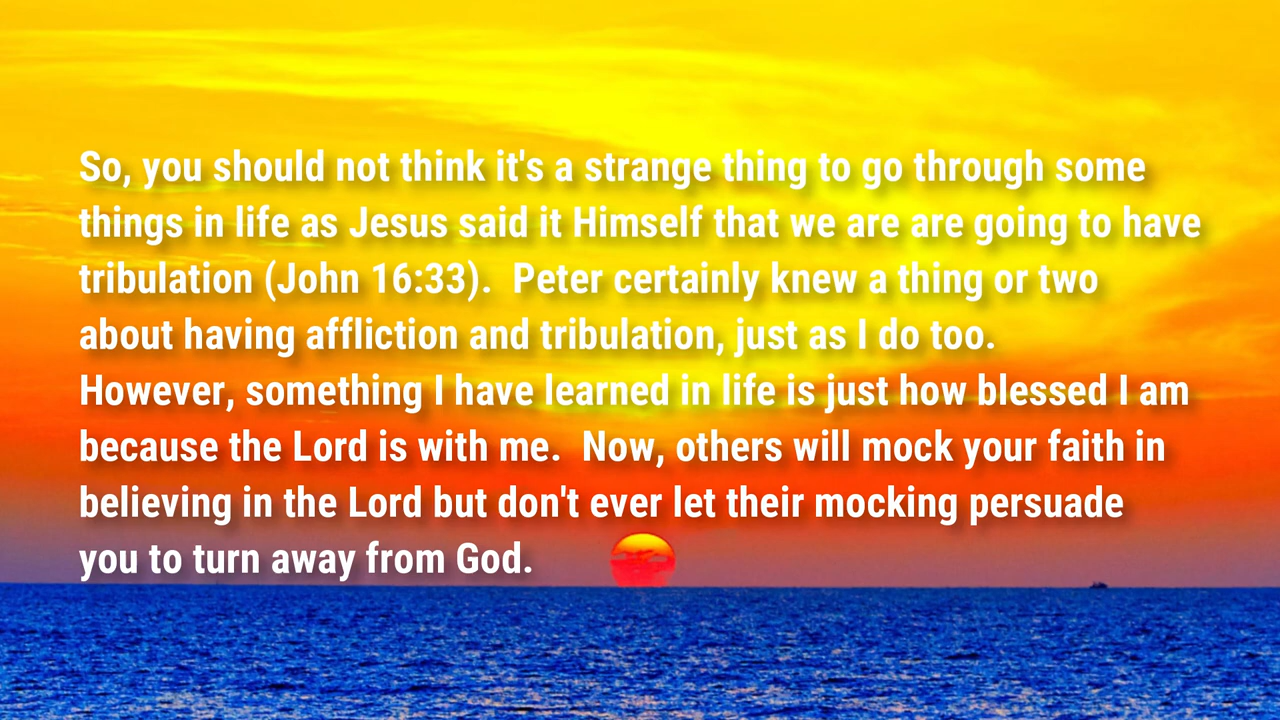 So, you should not think it's a strange thing to go through some
things in life as Jesus said it Himself that we are are going to have
tribulation (John 16:33).  Peter certainly knew a thing or two
about having affliction and tribulation, just as I do too.
However, something I have learned in life is just how blessed I am
because the Lord is with me.  Now, others will mock your faith in
believing in the Lord but don't ever let their mocking persuade
you to turn away from God.